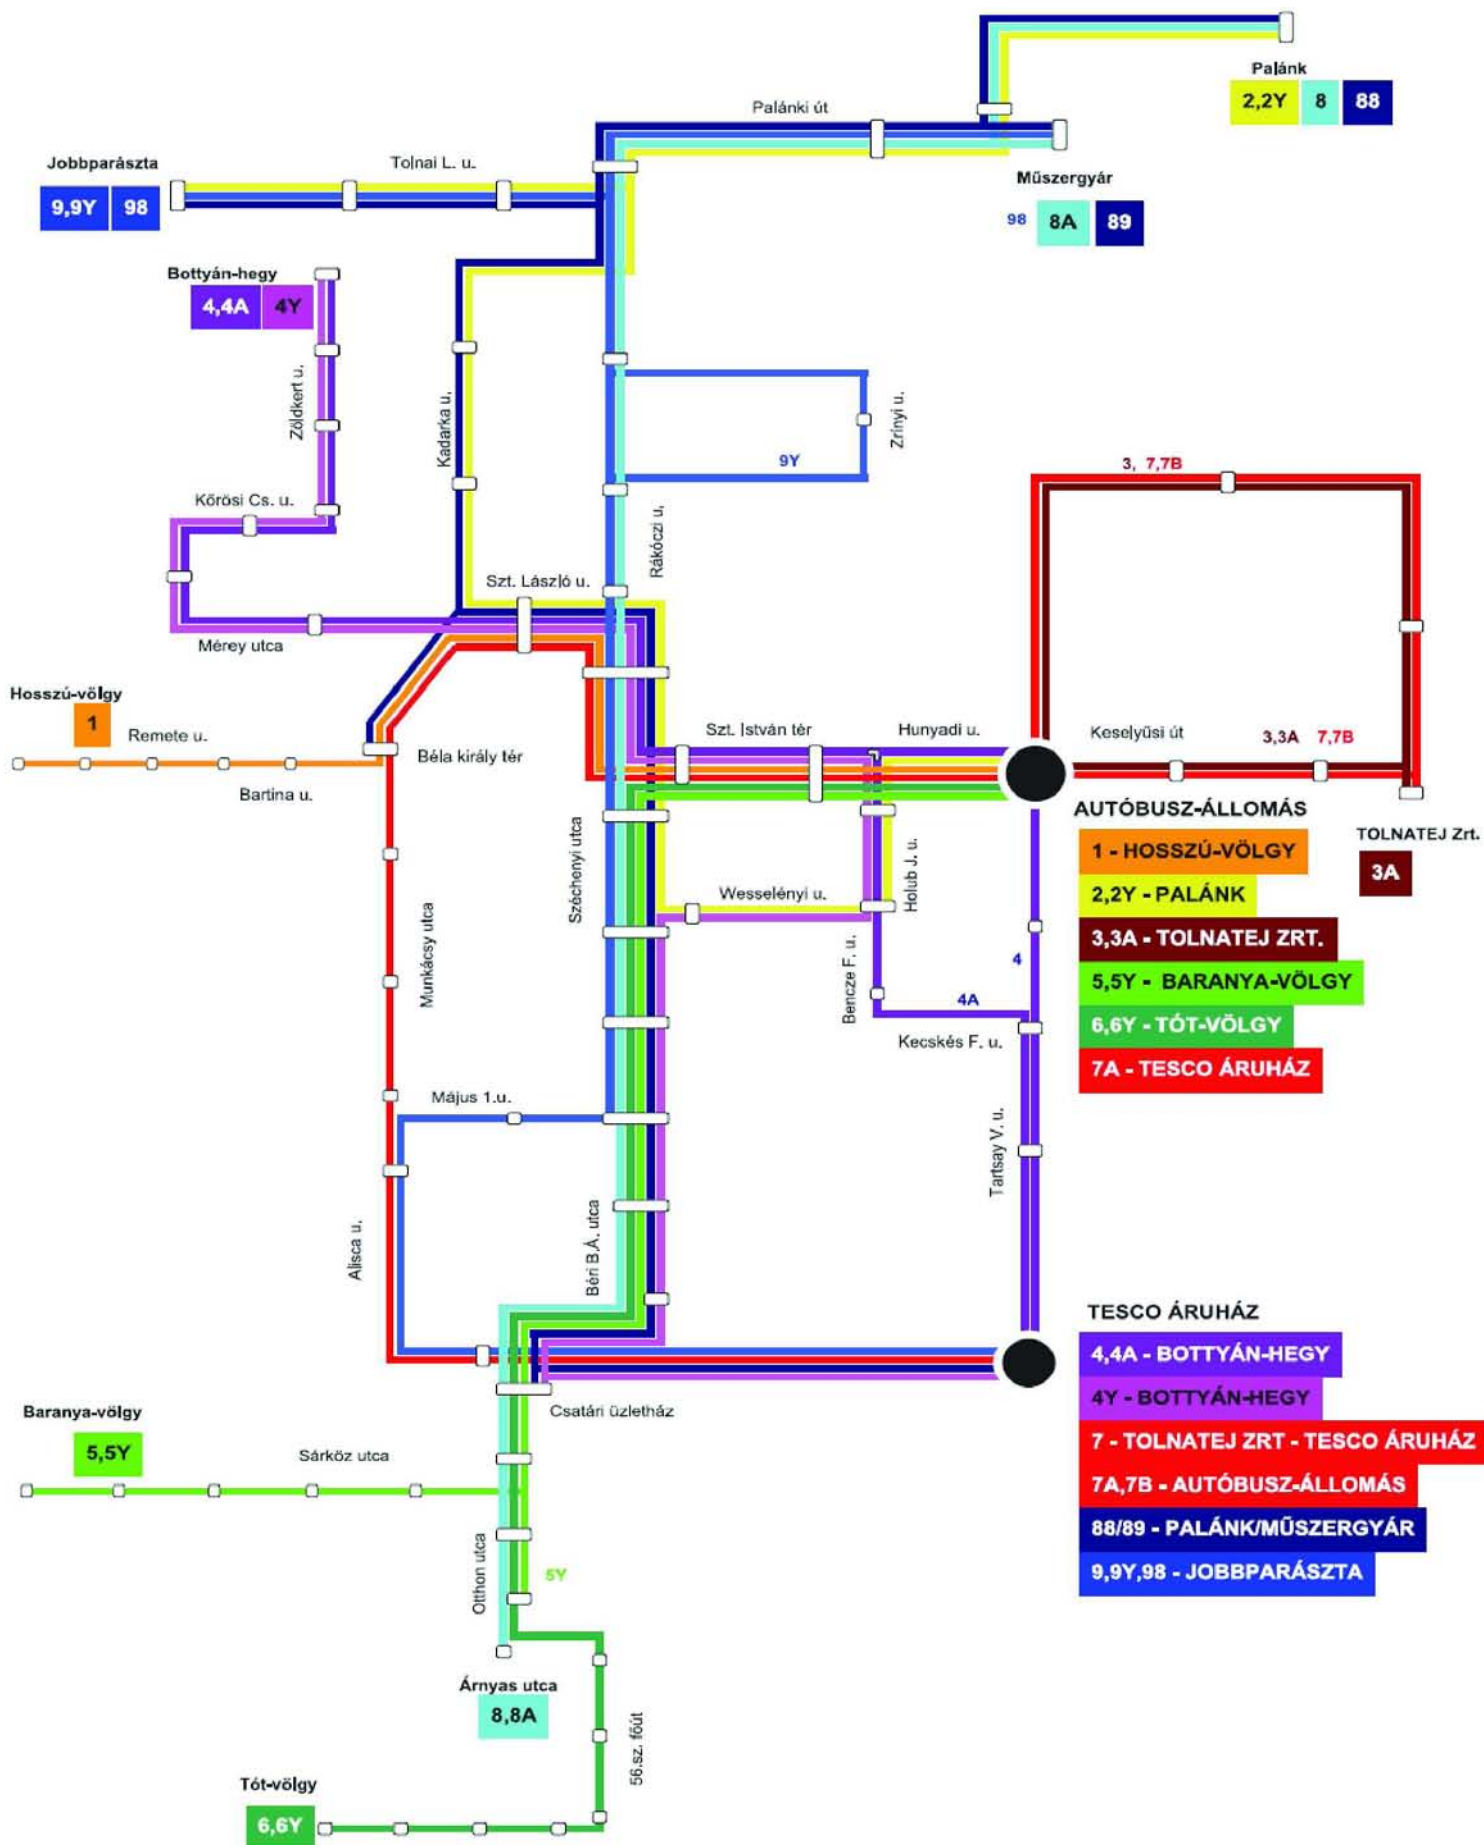 Palánk
2,2Y 8 88
Palánki út
Jobbparászta
Tolnai L. u.
9,9Y 98
Műszergyár
98 8A 89
Bottyán-hegy
4,4A 4Y
Zöldkert u.
Kadarka u.
Zrínyi u.
9Y
3, 7,7B
Kőrösi Cs. u.
Rákóczi u.
Szt. László u.
Mérey utca
Hosszú-völgy
1
Remete u.
Bartina u.
Béla király tér
Szt. István tér
Hunyadi u.
Keselyűsi út
3,3A 7,7B
AUTÓBUSZ-ÁLLOMÁS
1 - HOSSZÚ-VÖLGY
2,2Y - PALÁNK
3,3A - TOLNATEJ ZRT.
5,5Y - BARANYA-VÖLGY
6,6Y - TÓT-VÖLGY
7A - TESCO ÁRUHÁZ
TOLNATEJ Zrt.
3A
Széchenyi utca
Wesselényi u.
Holub J. u.
Munkácsy utca
Bencze F. u.
4
4A
Kecskés F. u.
Május 1.u.
Tartsay V. u.
Alisca u.
Béri B.Á. utca
TESCO ÁRUHÁZ
4,4A - BOTTYÁN-HEGY
4Y - BOTTYÁN-HEGY
7 - TOLNATEJ ZRT - TESCO ÁRUHÁZ
7A,7B - AUTÓBUSZ-ÁLLOMÁS
88/89 - PALÁNK/MŰSZERGYÁR
9,9Y,98 - JOBBPARÁSZTA
Csatári üzletház
Baranya-völgy
5,5Y
Sárköz utca
Otthon utca
5Y
Árnyas utca
8,8A
56.sz. főút
Tót-völgy
6,6Y